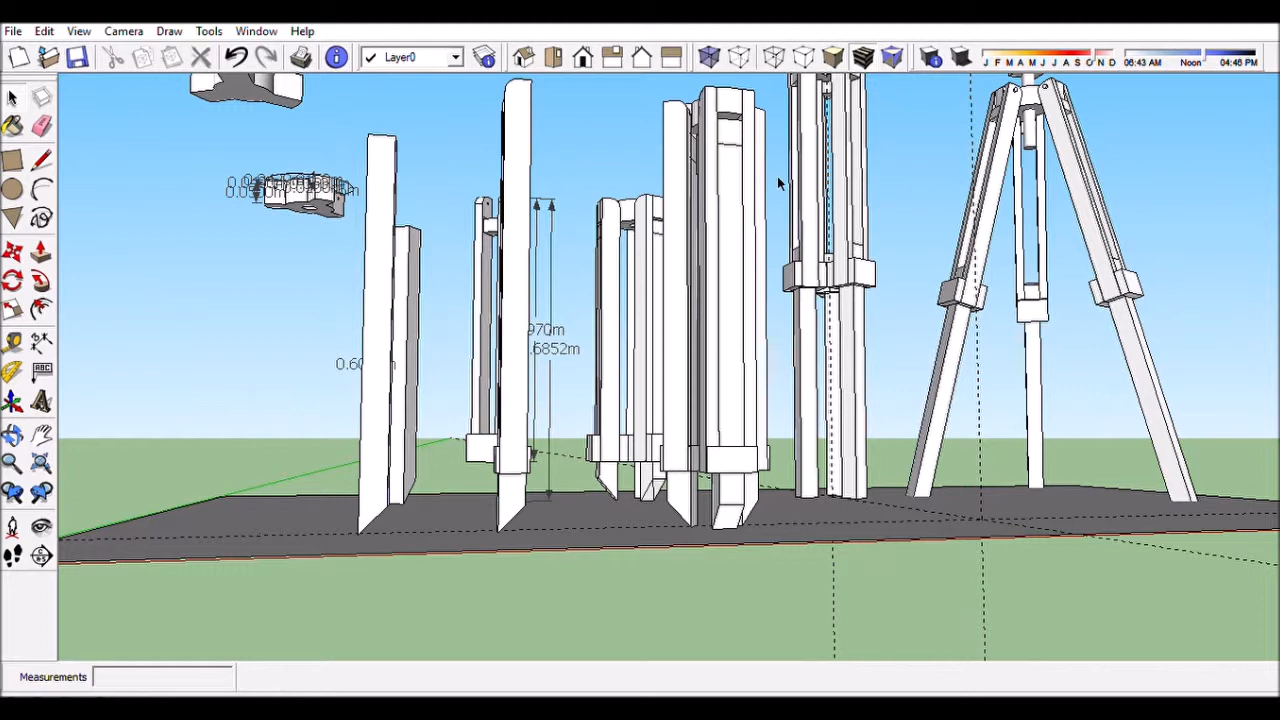 File Edit View Camera Draw Tools Window Help
Layer0
J F M A M J J A S O N D 06:43 AM Noon 04:46 PM
ABC
970m
.6852m
0.60
Measurements